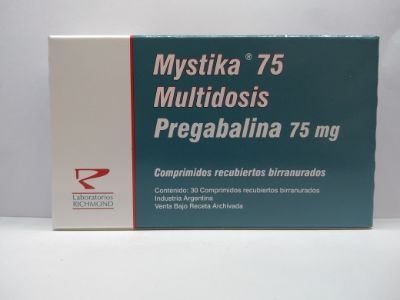 Mystika® 75
Multidosis
Pregabalina 75 mg
Comprimidos recubiertos birranurados
Contenido: 30 Comprimidos recubiertos birranurados
Industria Argentina
Venta Bajo Receta Archivada
Laboratorios
RICHMOND